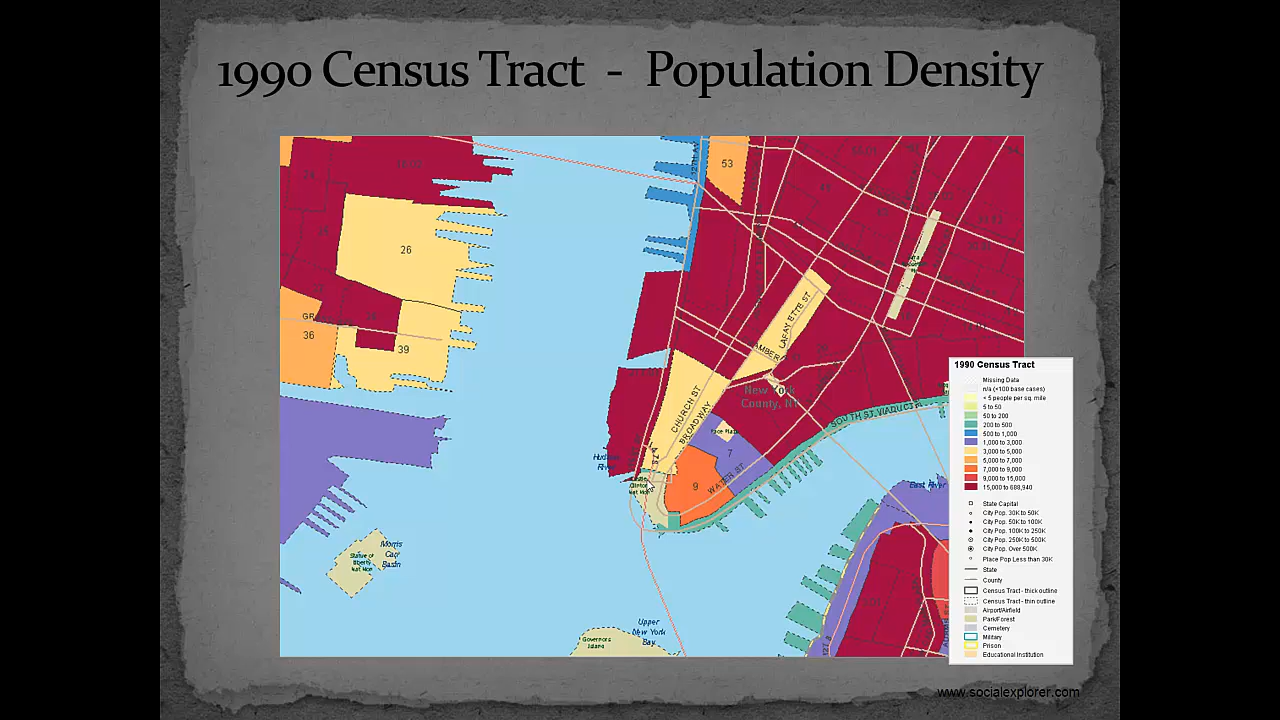 1990 Census Tract - Population Density
53
24
26
36
39
LAFAYETTE ST
New York
County, NY
CHURCH ST
BROADWAY
SOUTH ST VIADUCT
7
9
WATER ST
Hudson
River
East River
Statue of
Liberty
Nat Mon
Morris
Canal
Basin
Upper
New York
Bay
Governors
Island
1990 Census Tract
Missing Data
n/a (<100 base cases)
< 5 people per sq. mile
5 to 50
50 to 200
200 to 500
500 to 1,000
1,000 to 3,000
3,000 to 5,000
5,000 to 7,000
7,000 to 9,000
9,000 to 15,000
15,000 to 688,940
State Capital
City Pop. 30K to 50K
City Pop. 50K to 100K
City Pop. 100K to 250K
City Pop. 250K to 500K
City Pop. Over 500K
Place Pop Less than 30K
State
County
Census Tract - thick outline
Census Tract - thin outline
Airport/Airfield
Park/Forest
Cemetery
Military
Prison
Educational Institution
www.socialexplorer.com